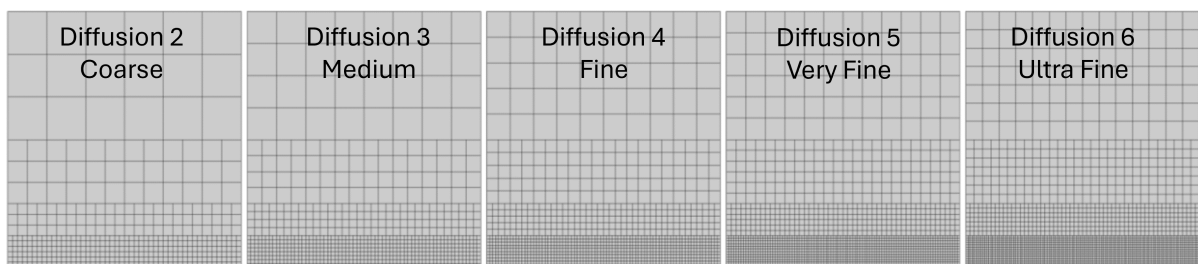 Diffusion 2
Coarse
Diffusion 3
Medium
Diffusion 4
Fine
Diffusion 5
Very Fine
Diffusion 6
Ultra Fine